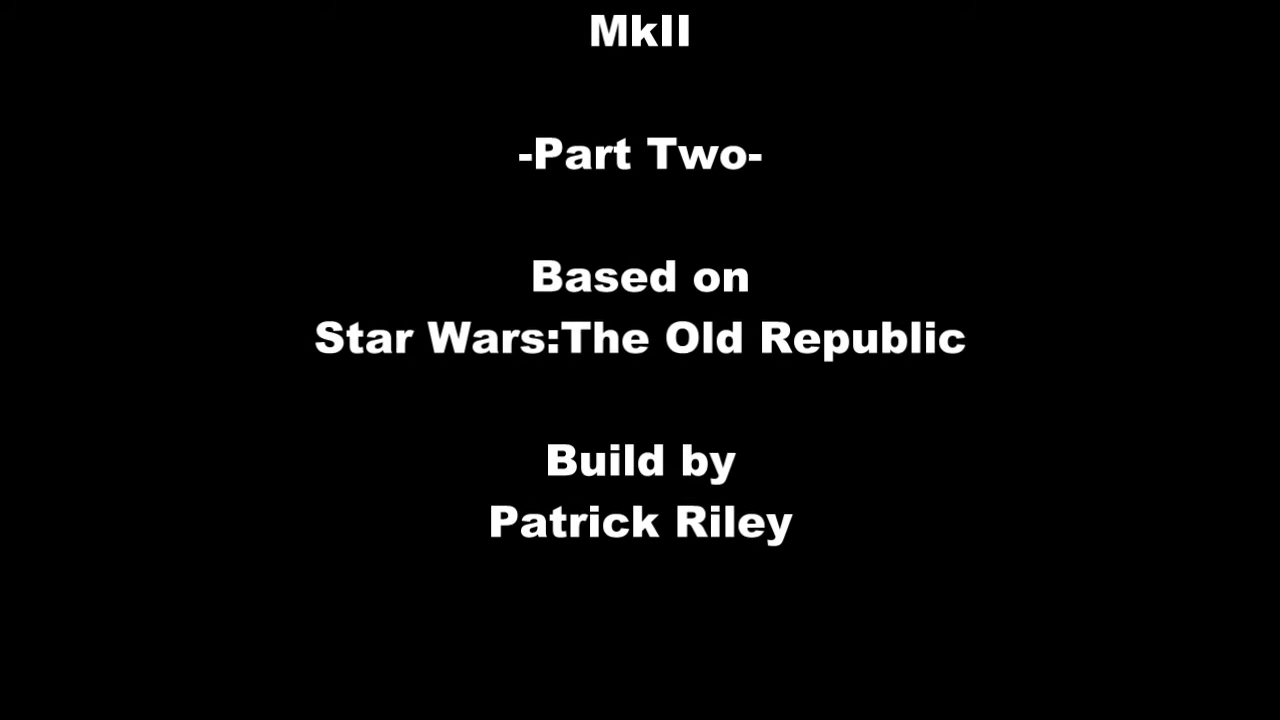 MkII
-Part Two-
Based on
Star Wars:The Old Republic
Build by
Patrick Riley